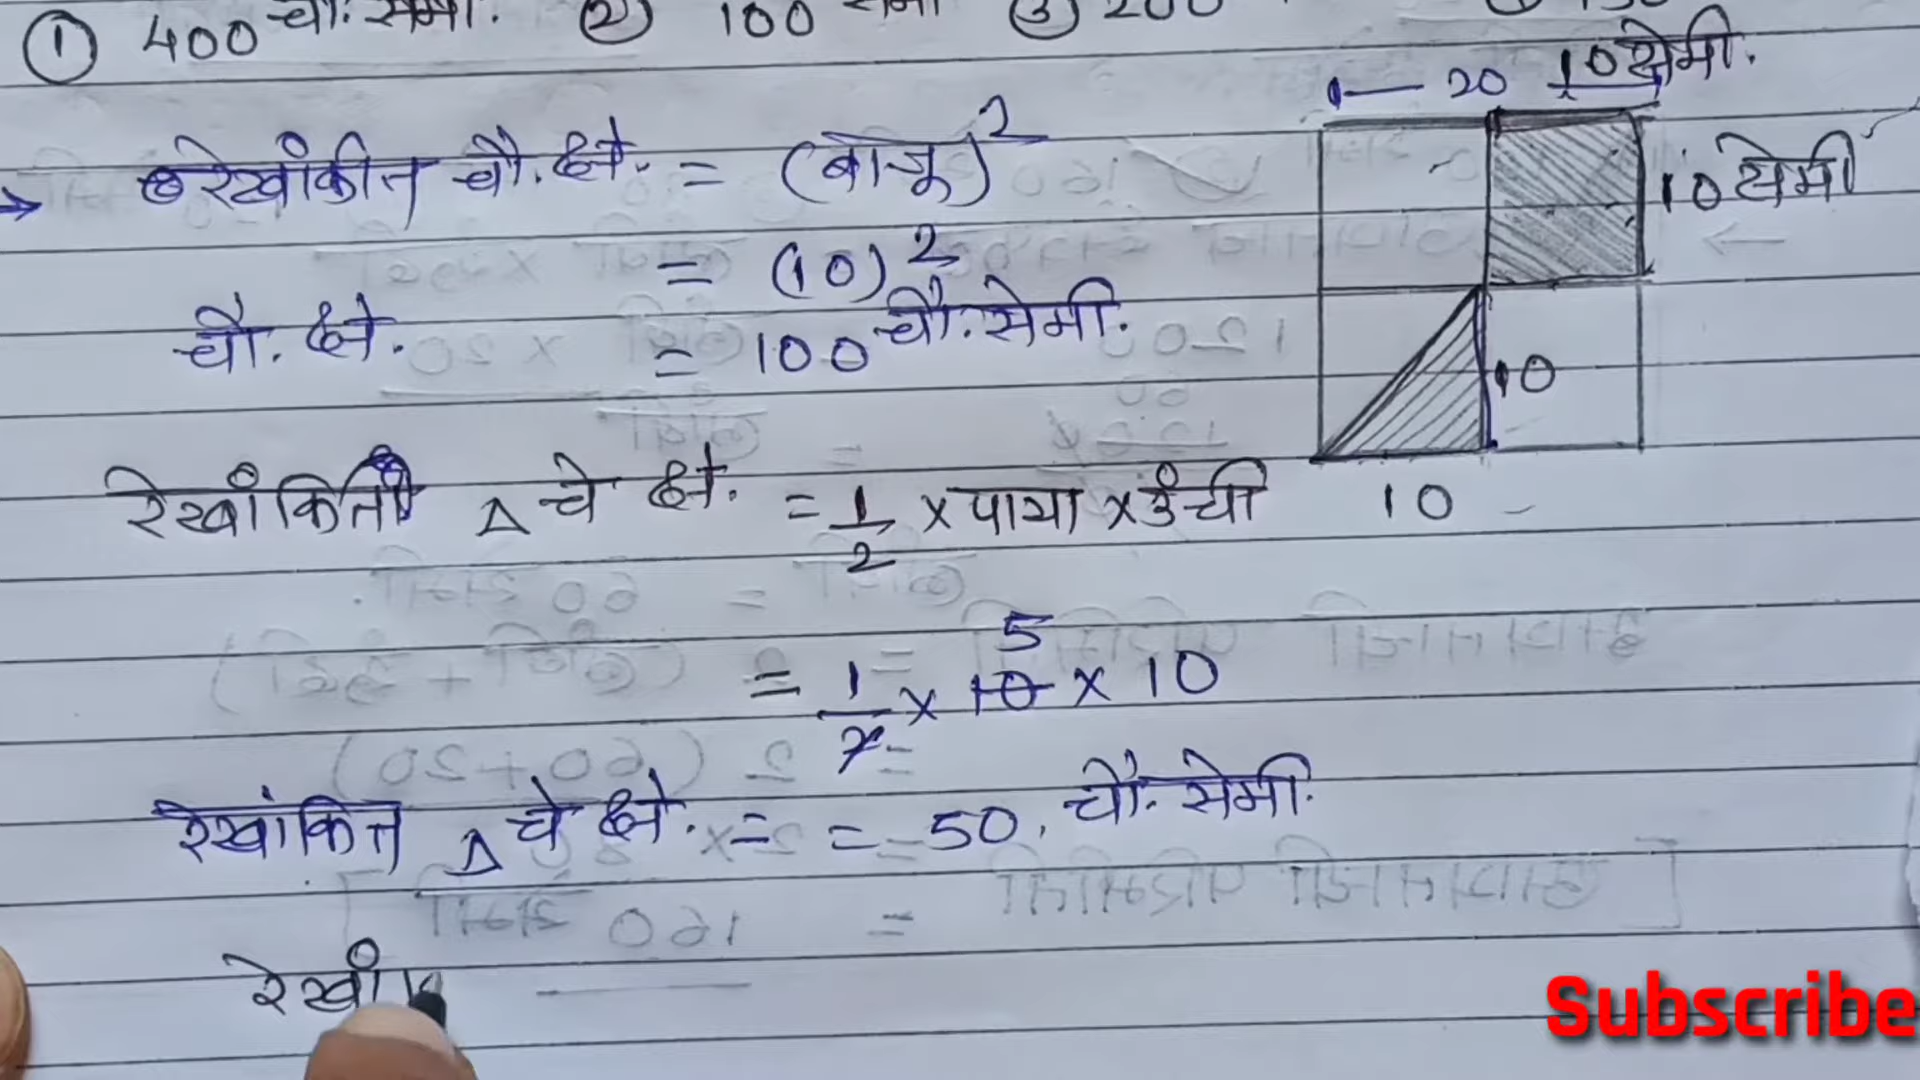 ① 400 चौ. सेमी. ② 100 सेमी ③ 200
20 10 सेमी.
रेखांकीत चौ. क्षे. = (बाजू)²
10 सेमी
= (10)²
चौ. क्षे. = 100 चौ. सेमी.
10
रेखांकिती Δ चे क्षे. = 1/2 × पाया × उंची
10
5
= 1/2 × 10 × 10
रेखांकित Δ चे क्षे. = = 50. चौ. सेमी.
रेखां
Subscribe